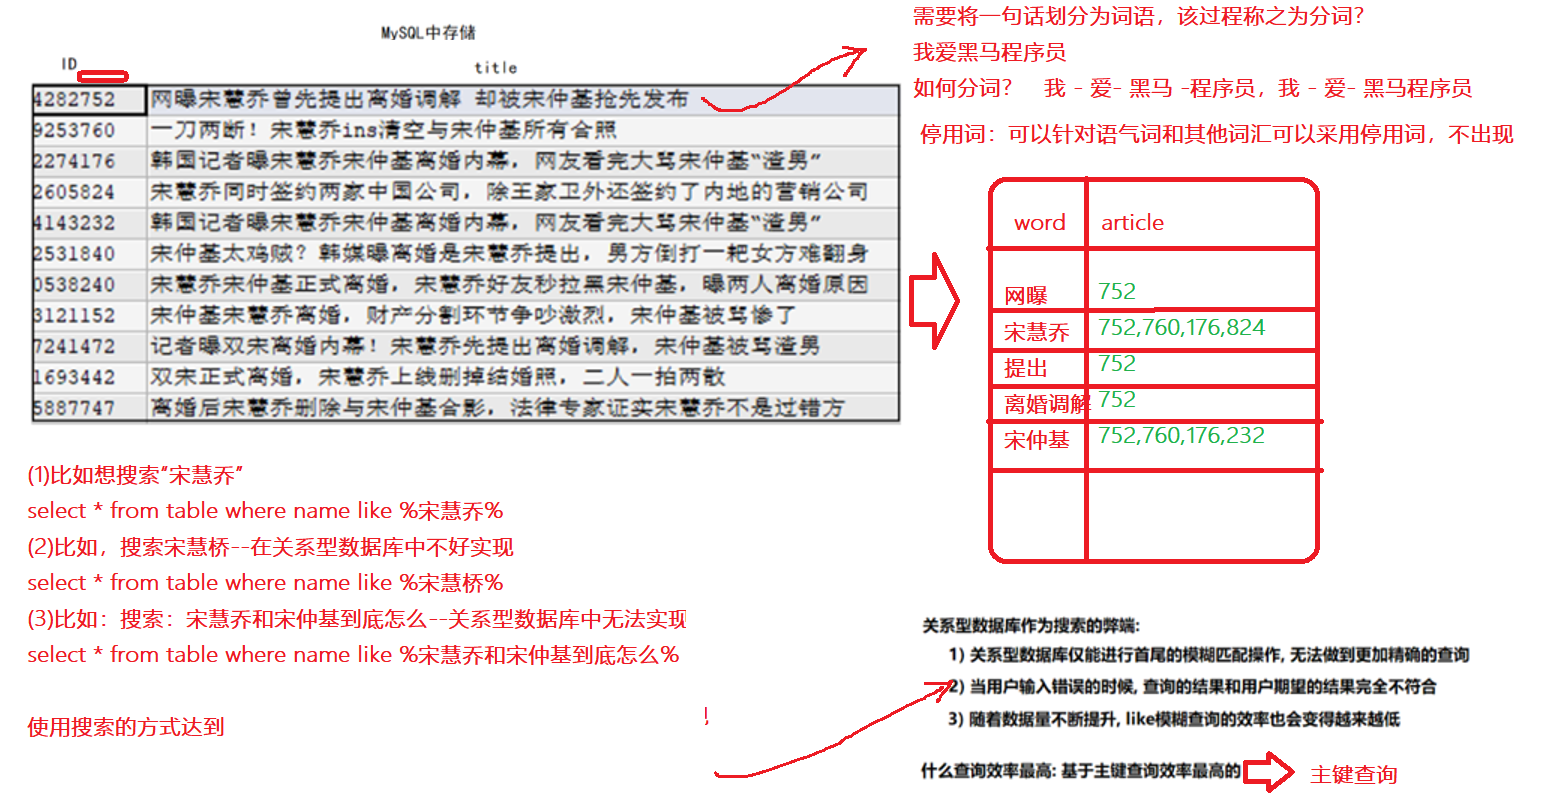 MySQL中存储
ID title
4282752 网曝宋慧乔曾先提出离婚调解 却被宋仲基抢先发布
9253760 一刀两断！宋慧乔ins清空与宋仲基所有合照
2274176 韩国记者曝宋慧乔宋仲基离婚内幕，网友看完大骂宋仲基“渣男”
2605824 宋慧乔同时签约两家中国公司，除王家卫外还签约了内地的营销公司
4143232 韩国记者曝宋慧乔宋仲基离婚内幕，网友看完大骂宋仲基“渣男”
2531840 宋仲基太鸡贼？韩媒曝离婚是宋慧乔提出，男方倒打一耙女方难翻身
0538240 宋慧乔宋仲基正式离婚，宋慧乔好友秒拉黑宋仲基，曝两人离婚原因
3121152 宋仲基宋慧乔离婚，财产分割环节争吵激烈，宋仲基被骂惨了
7241472 记者曝双宋离婚内幕！宋慧乔先提出离婚调解，宋仲基被骂渣男
1693442 双宋正式离婚，宋慧乔上线删掉结婚照，二人一拍两散
5887747 离婚后宋慧乔删除与宋仲基合影，法律专家证实宋慧乔不是过错方
(1)比如想搜索“宋慧乔”
select * from table where name like %宋慧乔%
(2)比如，搜索宋慧桥--在关系型数据库中不好实现
select * from table where name like %宋慧桥%
(3)比如：搜索：宋慧乔和宋仲基到底怎么--关系型数据库中无法实现
select * from table where name like %宋慧乔和宋仲基到底怎么%
使用搜索的方式达到
需要将一句话划分为词语，该过程称之为分词？
我爱黑马程序员
如何分词？ 我 - 爱- 黑马 -程序员，我 - 爱- 黑马程序员
停用词：可以针对语气词和其他词汇可以采用停用词，不出现
word article
网曝 752
宋慧乔 752,760,176,824
提出 752
离婚调解 752
宋仲基 752,760,176,232
关系型数据库作为搜索的弊端:
1) 关系型数据库仅能进行首尾的模糊匹配操作, 无法做到更加精确的查询
2) 当用户输入错误的时候, 查询的结果和用户期望的结果完全不符合
3) 随着数据量不断提升, like模糊查询的效率也会变得越来越低
什么查询效率最高: 基于主键查询效率最高的 主键查询